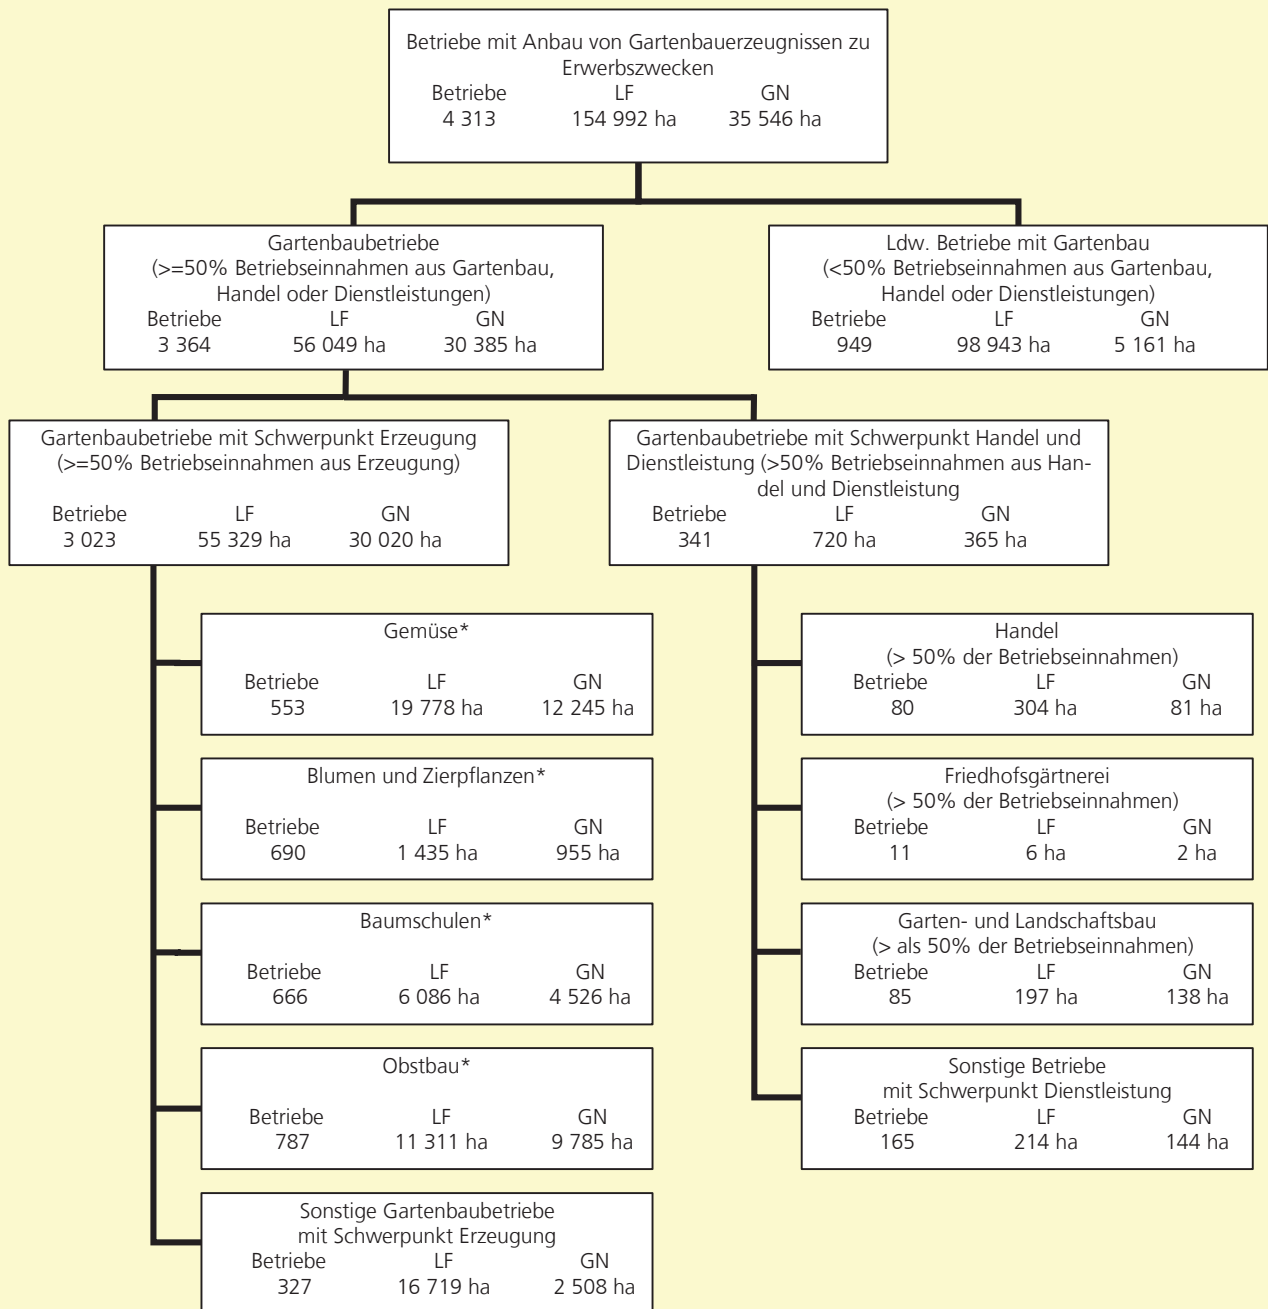 Betriebe mit Anbau von Gartenbauerzeugnissen zu
Erwerbszwecken
Betriebe LF GN
4 313 154 992 ha 35 546 ha
Gartenbaubetriebe
(>=50% Betriebseinnahmen aus Gartenbau,
Handel oder Dienstleistungen)
Betriebe LF GN
3 364 56 049 ha 30 385 ha
Ldw. Betriebe mit Gartenbau
(<50% Betriebseinnahmen aus Gartenbau,
Handel oder Dienstleistungen)
Betriebe LF GN
949 98 943 ha 5 161 ha
Gartenbaubetriebe mit Schwerpunkt Erzeugung
(>=50% Betriebseinnahmen aus Erzeugung)
Betriebe LF GN
3 023 55 329 ha 30 020 ha
Gartenbaubetriebe mit Schwerpunkt Handel und
Dienstleistung (>50% Betriebseinnahmen aus Han-
del und Dienstleistung
Betriebe LF GN
341 720 ha 365 ha
Gemüse*
Betriebe LF GN
553 19 778 ha 12 245 ha
Blumen und Zierpflanzen*
Betriebe LF GN
690 1 435 ha 955 ha
Baumschulen*
Betriebe LF GN
666 6 086 ha 4 526 ha
Obstbau*
Betriebe LF GN
787 11 311 ha 9 785 ha
Sonstige Gartenbaubetriebe
mit Schwerpunkt Erzeugung
Betriebe LF GN
327 16 719 ha 2 508 ha
Handel
(> 50% der Betriebseinnahmen)
Betriebe LF GN
80 304 ha 81 ha
Friedhofsgärtnerei
(> 50% der Betriebseinnahmen)
Betriebe LF GN
11 6 ha 2 ha
Garten- und Landschaftsbau
(> als 50% der Betriebseinnahmen)
Betriebe LF GN
85 197 ha 138 ha
Sonstige Betriebe
mit Schwerpunkt Dienstleistung
Betriebe LF GN
165 214 ha 144 ha